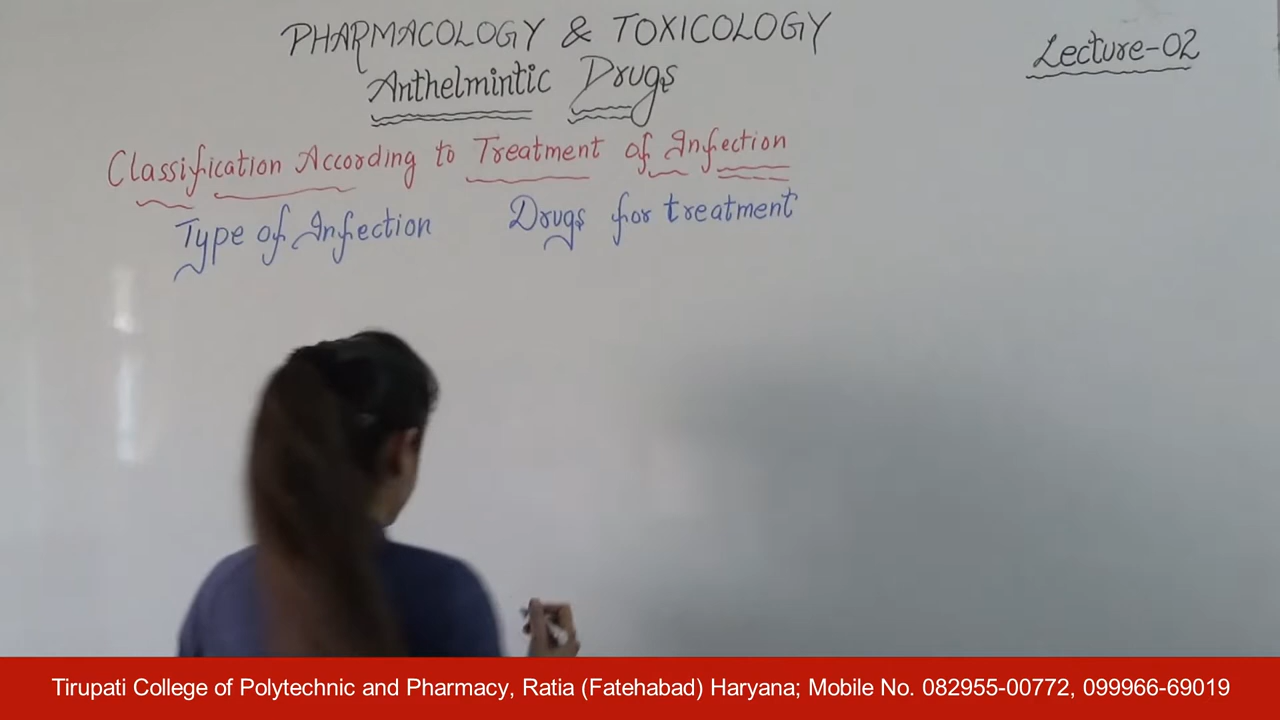 PHARMACOLOGY & TOXICOLOGY
Lecture-02
Anthelmintic Drugs
Classification According to Treatment of Infection
Type of Infection Drugs for treatment
Tirupati College of Polytechnic and Pharmacy, Ratia (Fatehabad) Haryana; Mobile No. 082955-00772, 099966-69019